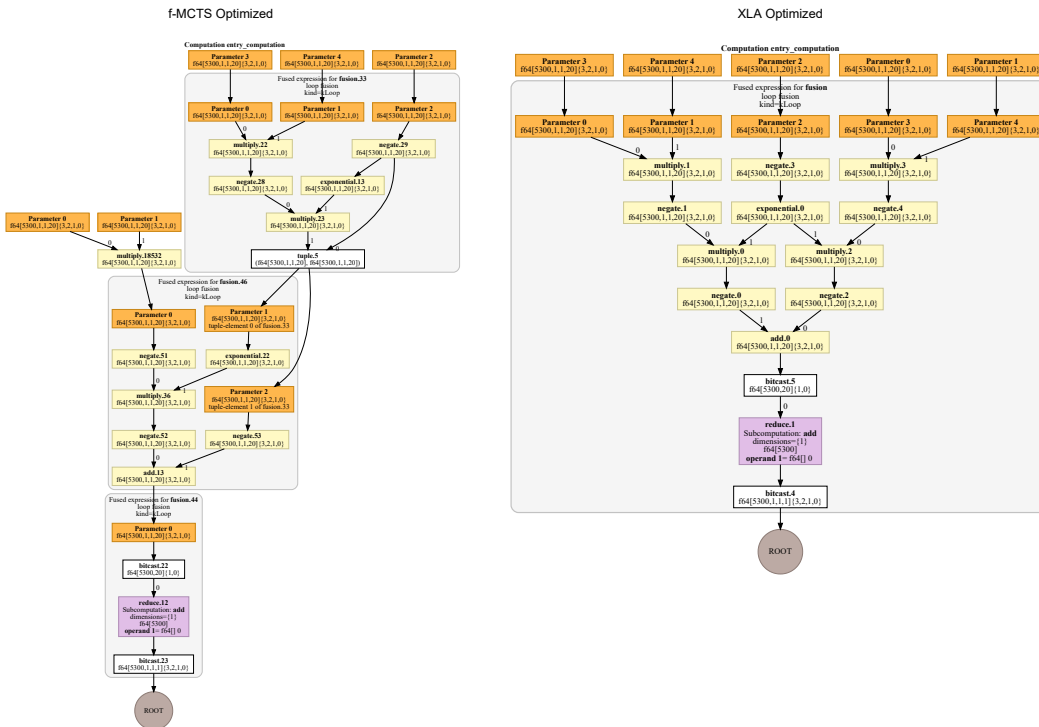 f-MCTS Optimized
Computation entry_computation
Parameter 3
f64[5300,1,1,20]{3,2,1,0}
Parameter 4
f64[5300,1,1,20]{3,2,1,0}
Parameter 2
f64[5300,1,1,20]{3,2,1,0}
Fused expression for fusion.33
loop fusion
kind=kLoop
Parameter 0
f64[5300,1,1,20]{3,2,1,0}
Parameter 1
f64[5300,1,1,20]{3,2,1,0}
Parameter 2
f64[5300,1,1,20]{3,2,1,0}
0
1
multiply.22
f64[5300,1,1,20]{3,2,1,0}
negate.29
f64[5300,1,1,20]{3,2,1,0}
negate.28
f64[5300,1,1,20]{3,2,1,0}
exponential.13
f64[5300,1,1,20]{3,2,1,0}
0
1
multiply.23
f64[5300,1,1,20]{3,2,1,0}
1
0
tuple.5
(f64[5300,1,1,20], f64[5300,1,1,20])
Parameter 0
f64[5300,1,1,20]{3,2,1,0}
Parameter 1
f64[5300,1,1,20]{3,2,1,0}
0
1
multiply.18532
f64[5300,1,1,20]{3,2,1,0}
Fused expression for fusion.46
loop fusion
kind=kLoop
Parameter 0
f64[5300,1,1,20]{3,2,1,0}
Parameter 1
f64[5300,1,1,20]{3,2,1,0}
tuple-element 0 of fusion.33
negate.51
f64[5300,1,1,20]{3,2,1,0}
exponential.22
f64[5300,1,1,20]{3,2,1,0}
0
1
multiply.36
f64[5300,1,1,20]{3,2,1,0}
Parameter 2
f64[5300,1,1,20]{3,2,1,0}
tuple-element 1 of fusion.33
negate.52
f64[5300,1,1,20]{3,2,1,0}
negate.53
f64[5300,1,1,20]{3,2,1,0}
0
1
add.13
f64[5300,1,1,20]{3,2,1,0}
Fused expression for fusion.44
loop fusion
kind=kLoop
Parameter 0
f64[5300,1,1,20]{3,2,1,0}
bitcast.22
f64[5300,20]{1,0}
0
reduce.12
Subcomputation: add
dimensions={1}
f64[5300]
operand 1= f64[] 0
bitcast.23
f64[5300,1,1,1]{3,2,1,0}
ROOT
XLA Optimized
Computation entry_computation
Parameter 3
f64[5300,1,1,20]{3,2,1,0}
Parameter 4
f64[5300,1,1,20]{3,2,1,0}
Parameter 2
f64[5300,1,1,20]{3,2,1,0}
Parameter 0
f64[5300,1,1,20]{3,2,1,0}
Parameter 1
f64[5300,1,1,20]{3,2,1,0}
Fused expression for fusion
loop fusion
kind=kLoop
Parameter 0
f64[5300,1,1,20]{3,2,1,0}
Parameter 1
f64[5300,1,1,20]{3,2,1,0}
Parameter 2
f64[5300,1,1,20]{3,2,1,0}
Parameter 3
f64[5300,1,1,20]{3,2,1,0}
Parameter 4
f64[5300,1,1,20]{3,2,1,0}
0
1
0
1
multiply.1
f64[5300,1,1,20]{3,2,1,0}
negate.3
f64[5300,1,1,20]{3,2,1,0}
multiply.3
f64[5300,1,1,20]{3,2,1,0}
negate.1
f64[5300,1,1,20]{3,2,1,0}
exponential.0
f64[5300,1,1,20]{3,2,1,0}
negate.4
f64[5300,1,1,20]{3,2,1,0}
0
1
1
0
multiply.0
f64[5300,1,1,20]{3,2,1,0}
multiply.2
f64[5300,1,1,20]{3,2,1,0}
negate.0
f64[5300,1,1,20]{3,2,1,0}
negate.2
f64[5300,1,1,20]{3,2,1,0}
1
0
add.0
f64[5300,1,1,20]{3,2,1,0}
bitcast.5
f64[5300,20]{1,0}
0
reduce.1
Subcomputation: add
dimensions={1}
f64[5300]
operand 1= f64[] 0
bitcast.4
f64[5300,1,1,1]{3,2,1,0}
ROOT